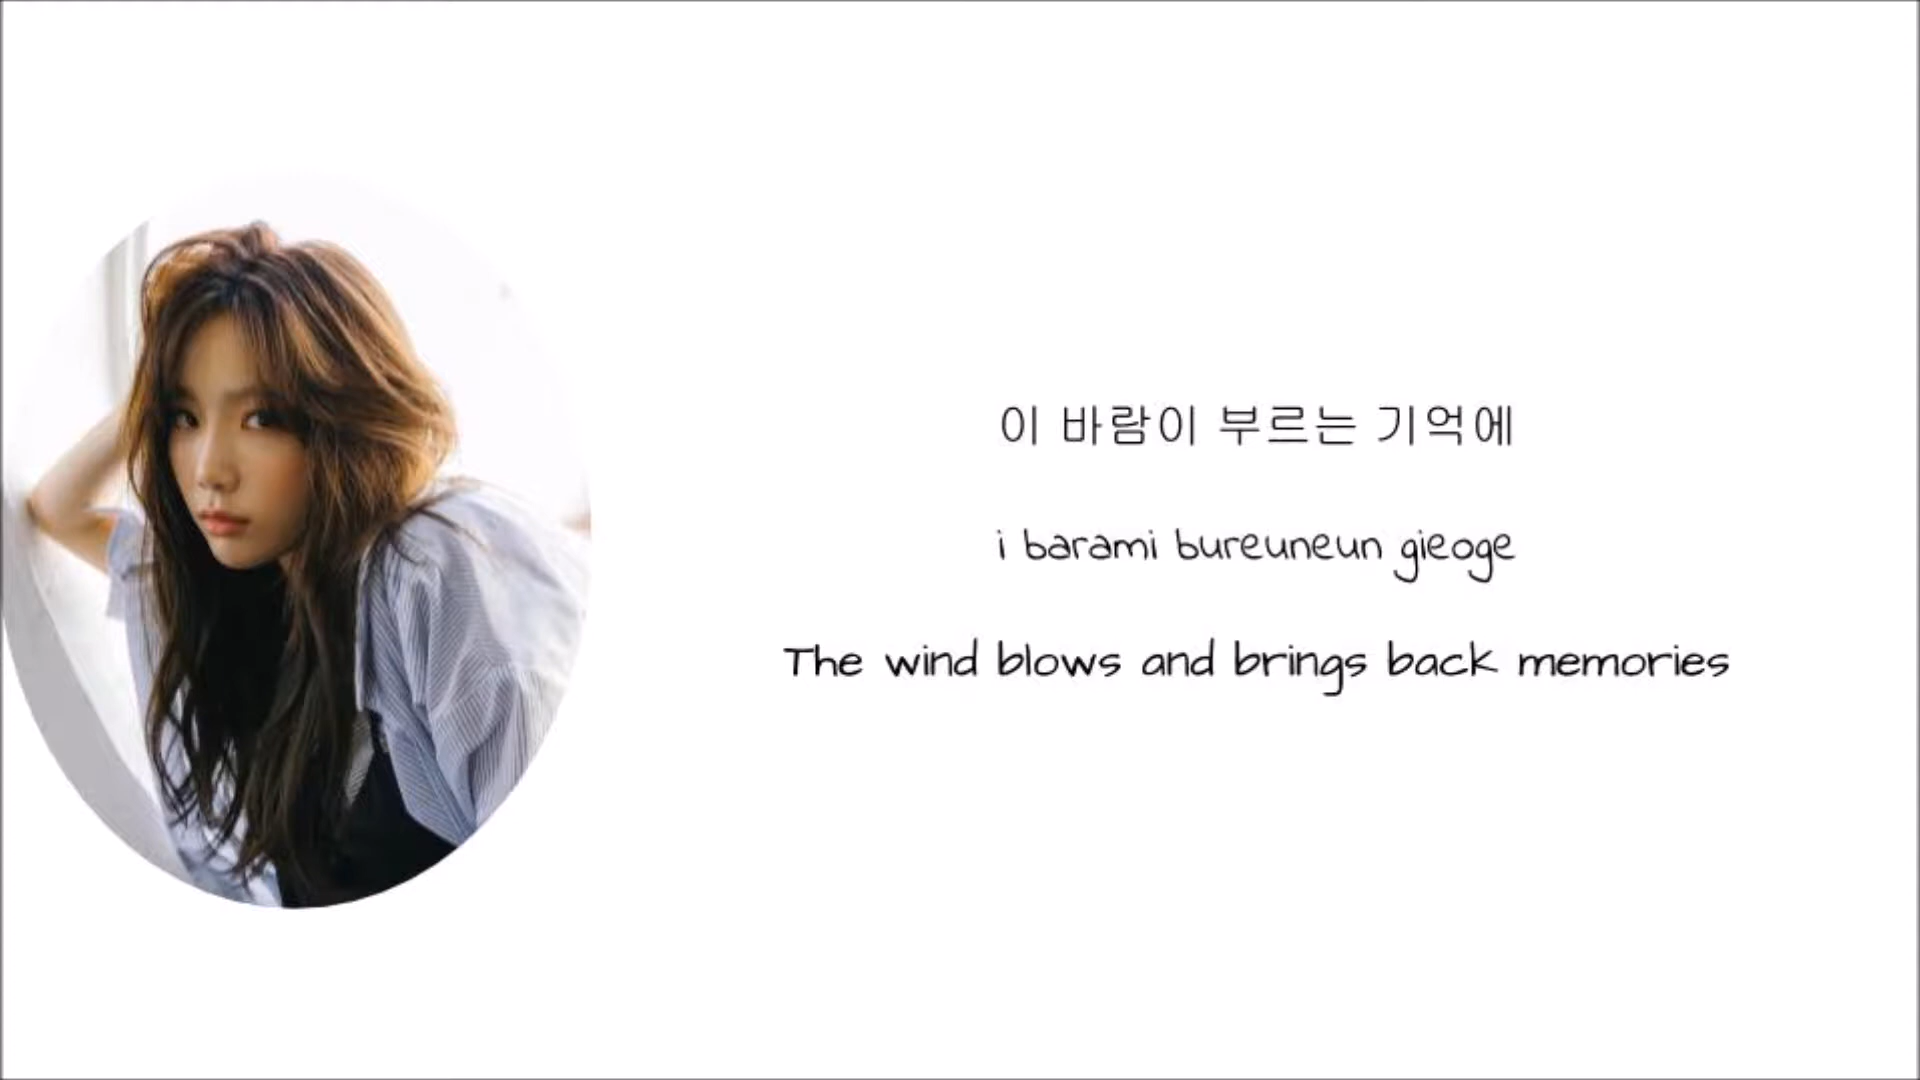 이 바람이 부르는 기억에
i barami bureuneun gieoge
The wind blows and brings back memories